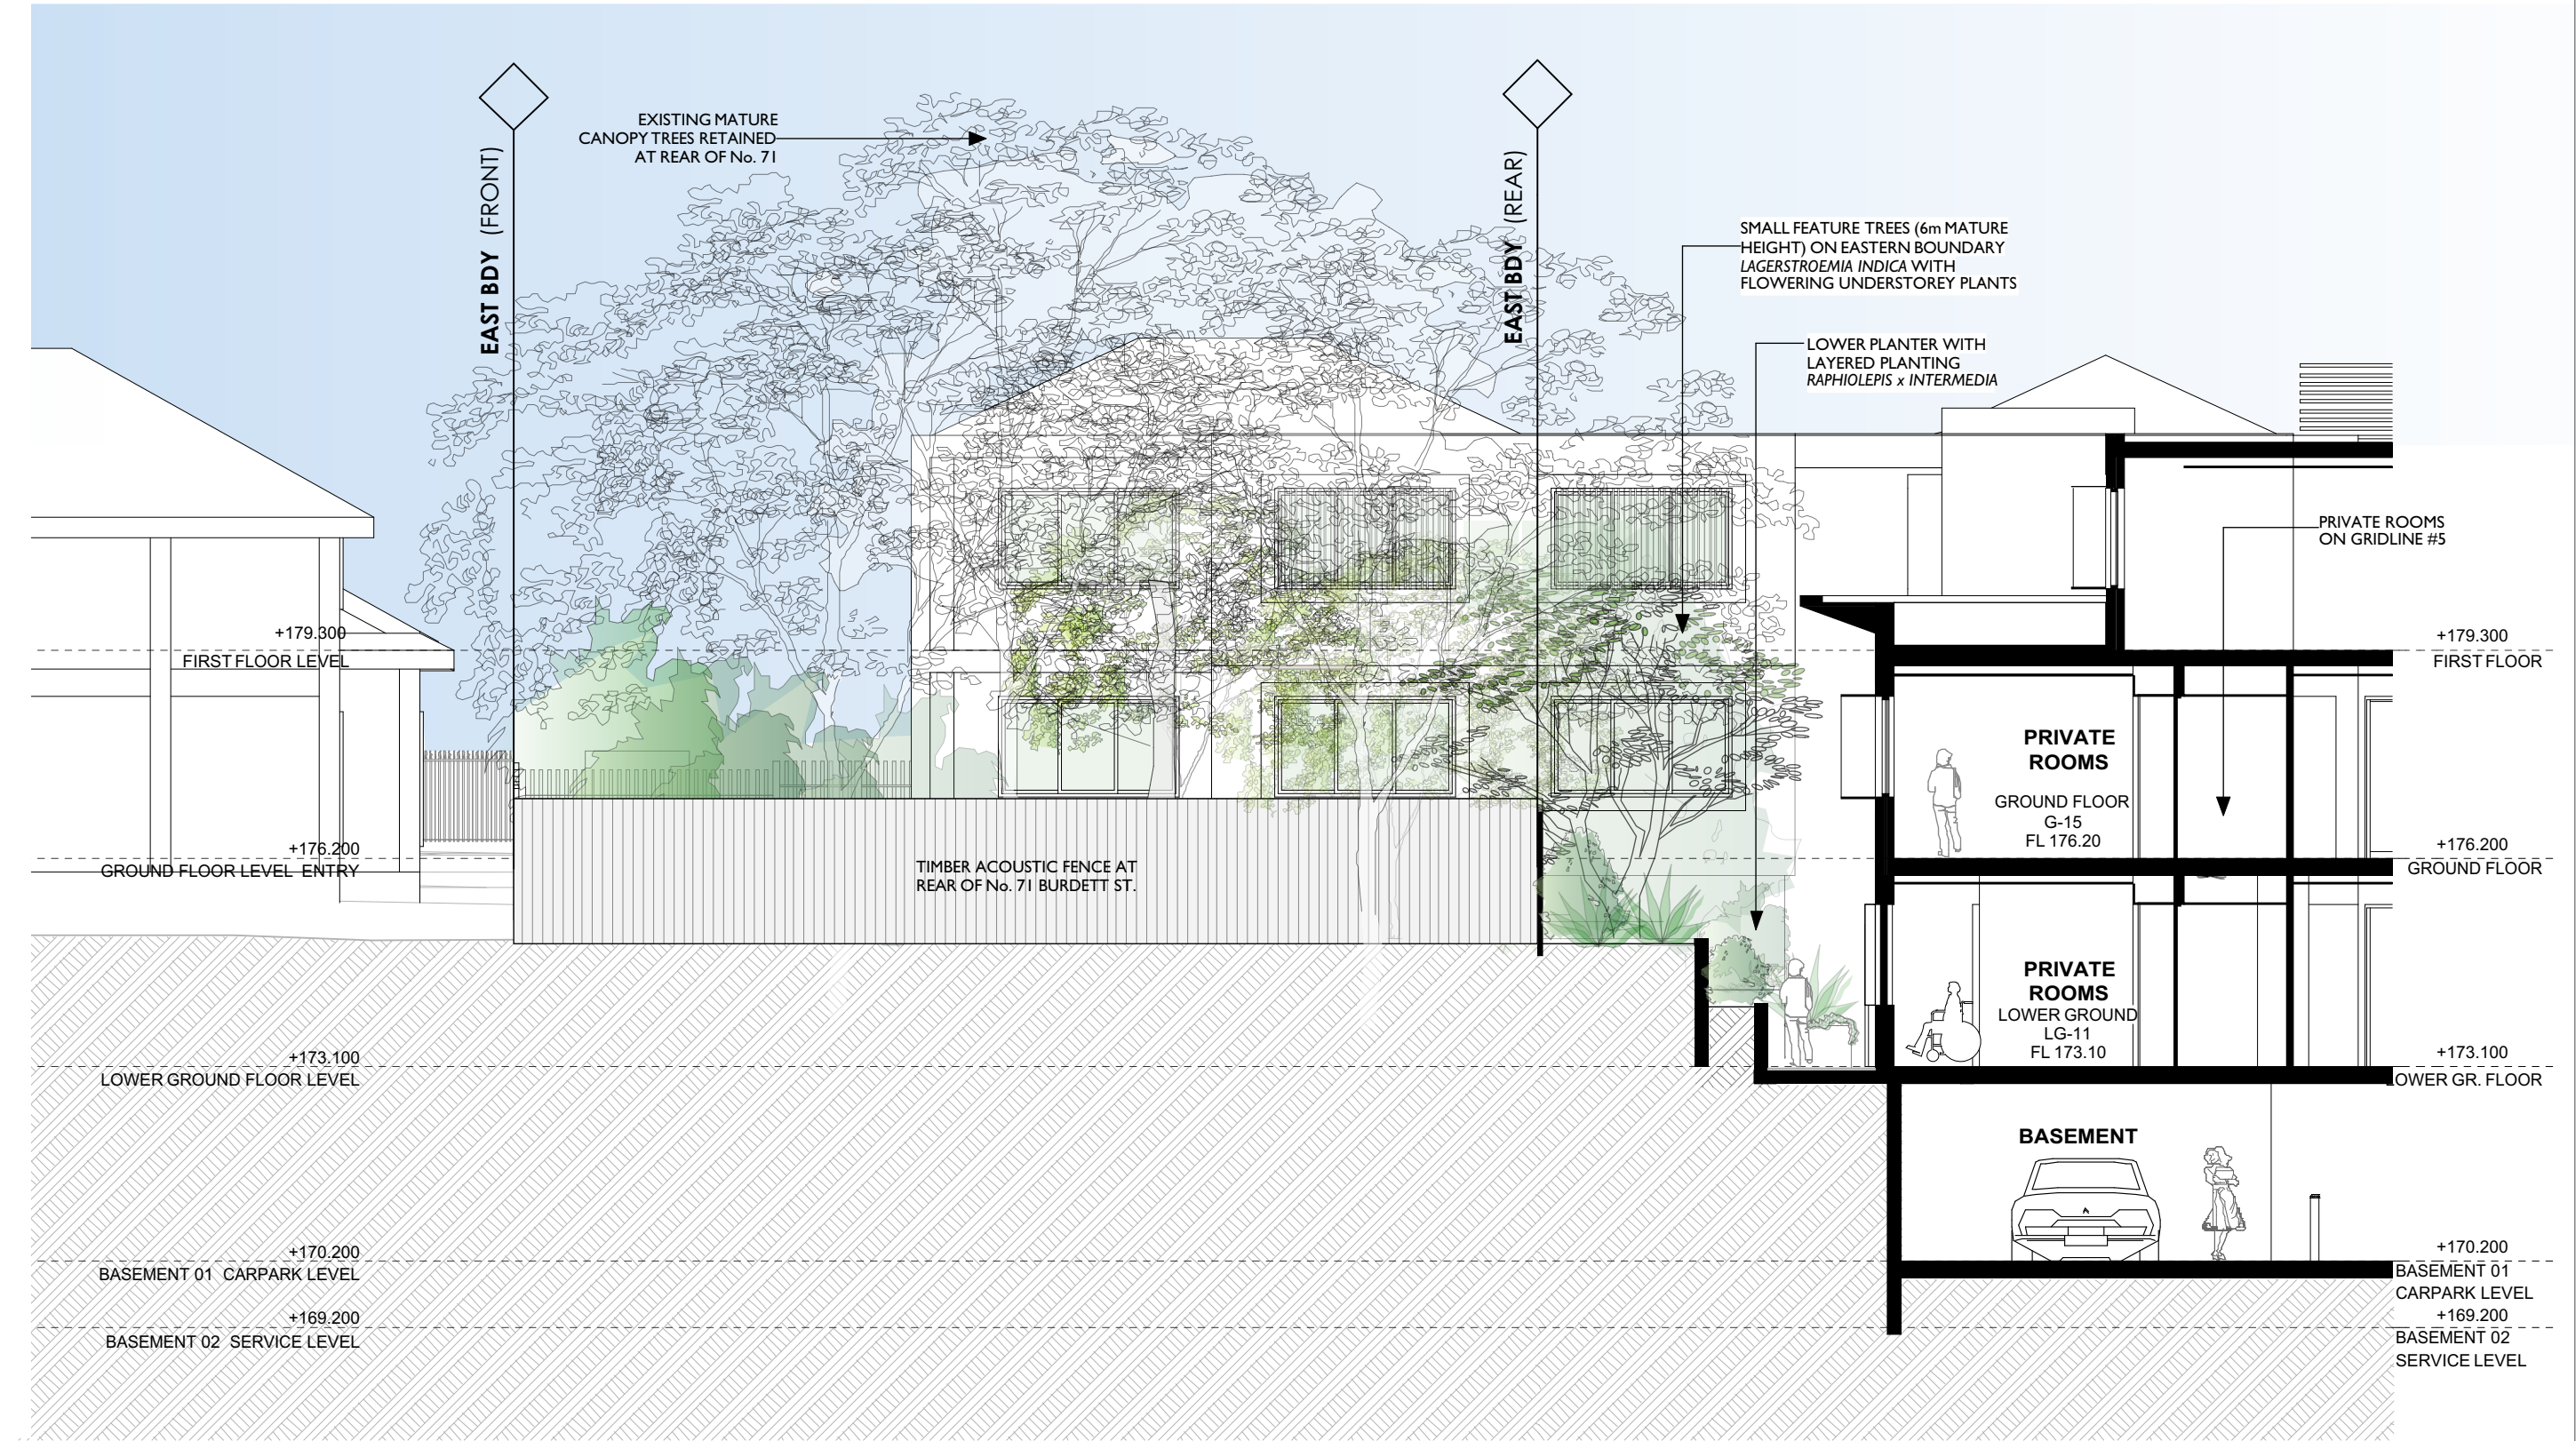 EAST BDY (FRONT)
EXISTING MATURE
CANOPY TREES RETAINED
AT REAR OF No. 71
EAST BDY (REAR)
SMALL FEATURE TREES (6m MATURE
HEIGHT) ON EASTERN BOUNDARY
LAGERSTROEMIA INDICA WITH
FLOWERING UNDERSTOREY PLANTS
LOWER PLANTER WITH
LAYERED PLANTING
RAPHIOLEPIS x INTERMEDIA
PRIVATE ROOMS
ON GRIDLINE #5
+179.300
FIRST FLOOR LEVEL
+179.300
FIRST FLOOR
PRIVATE
ROOMS
GROUND FLOOR
G-15
FL 176.20
+176.200
GROUND FLOOR LEVEL ENTRY
TIMBER ACOUSTIC FENCE AT
REAR OF No. 71 BURDETT ST.
+176.200
GROUND FLOOR
PRIVATE
ROOMS
LOWER GROUND
LG-11
FL 173.10
+173.100
LOWER GROUND FLOOR LEVEL
+173.100
LOWER GR. FLOOR
BASEMENT
+170.200
BASEMENT 01 CARPARK LEVEL
+170.200
BASEMENT 01
CARPARK LEVEL
+169.200
BASEMENT 02 SERVICE LEVEL
+169.200
BASEMENT 02
SERVICE LEVEL